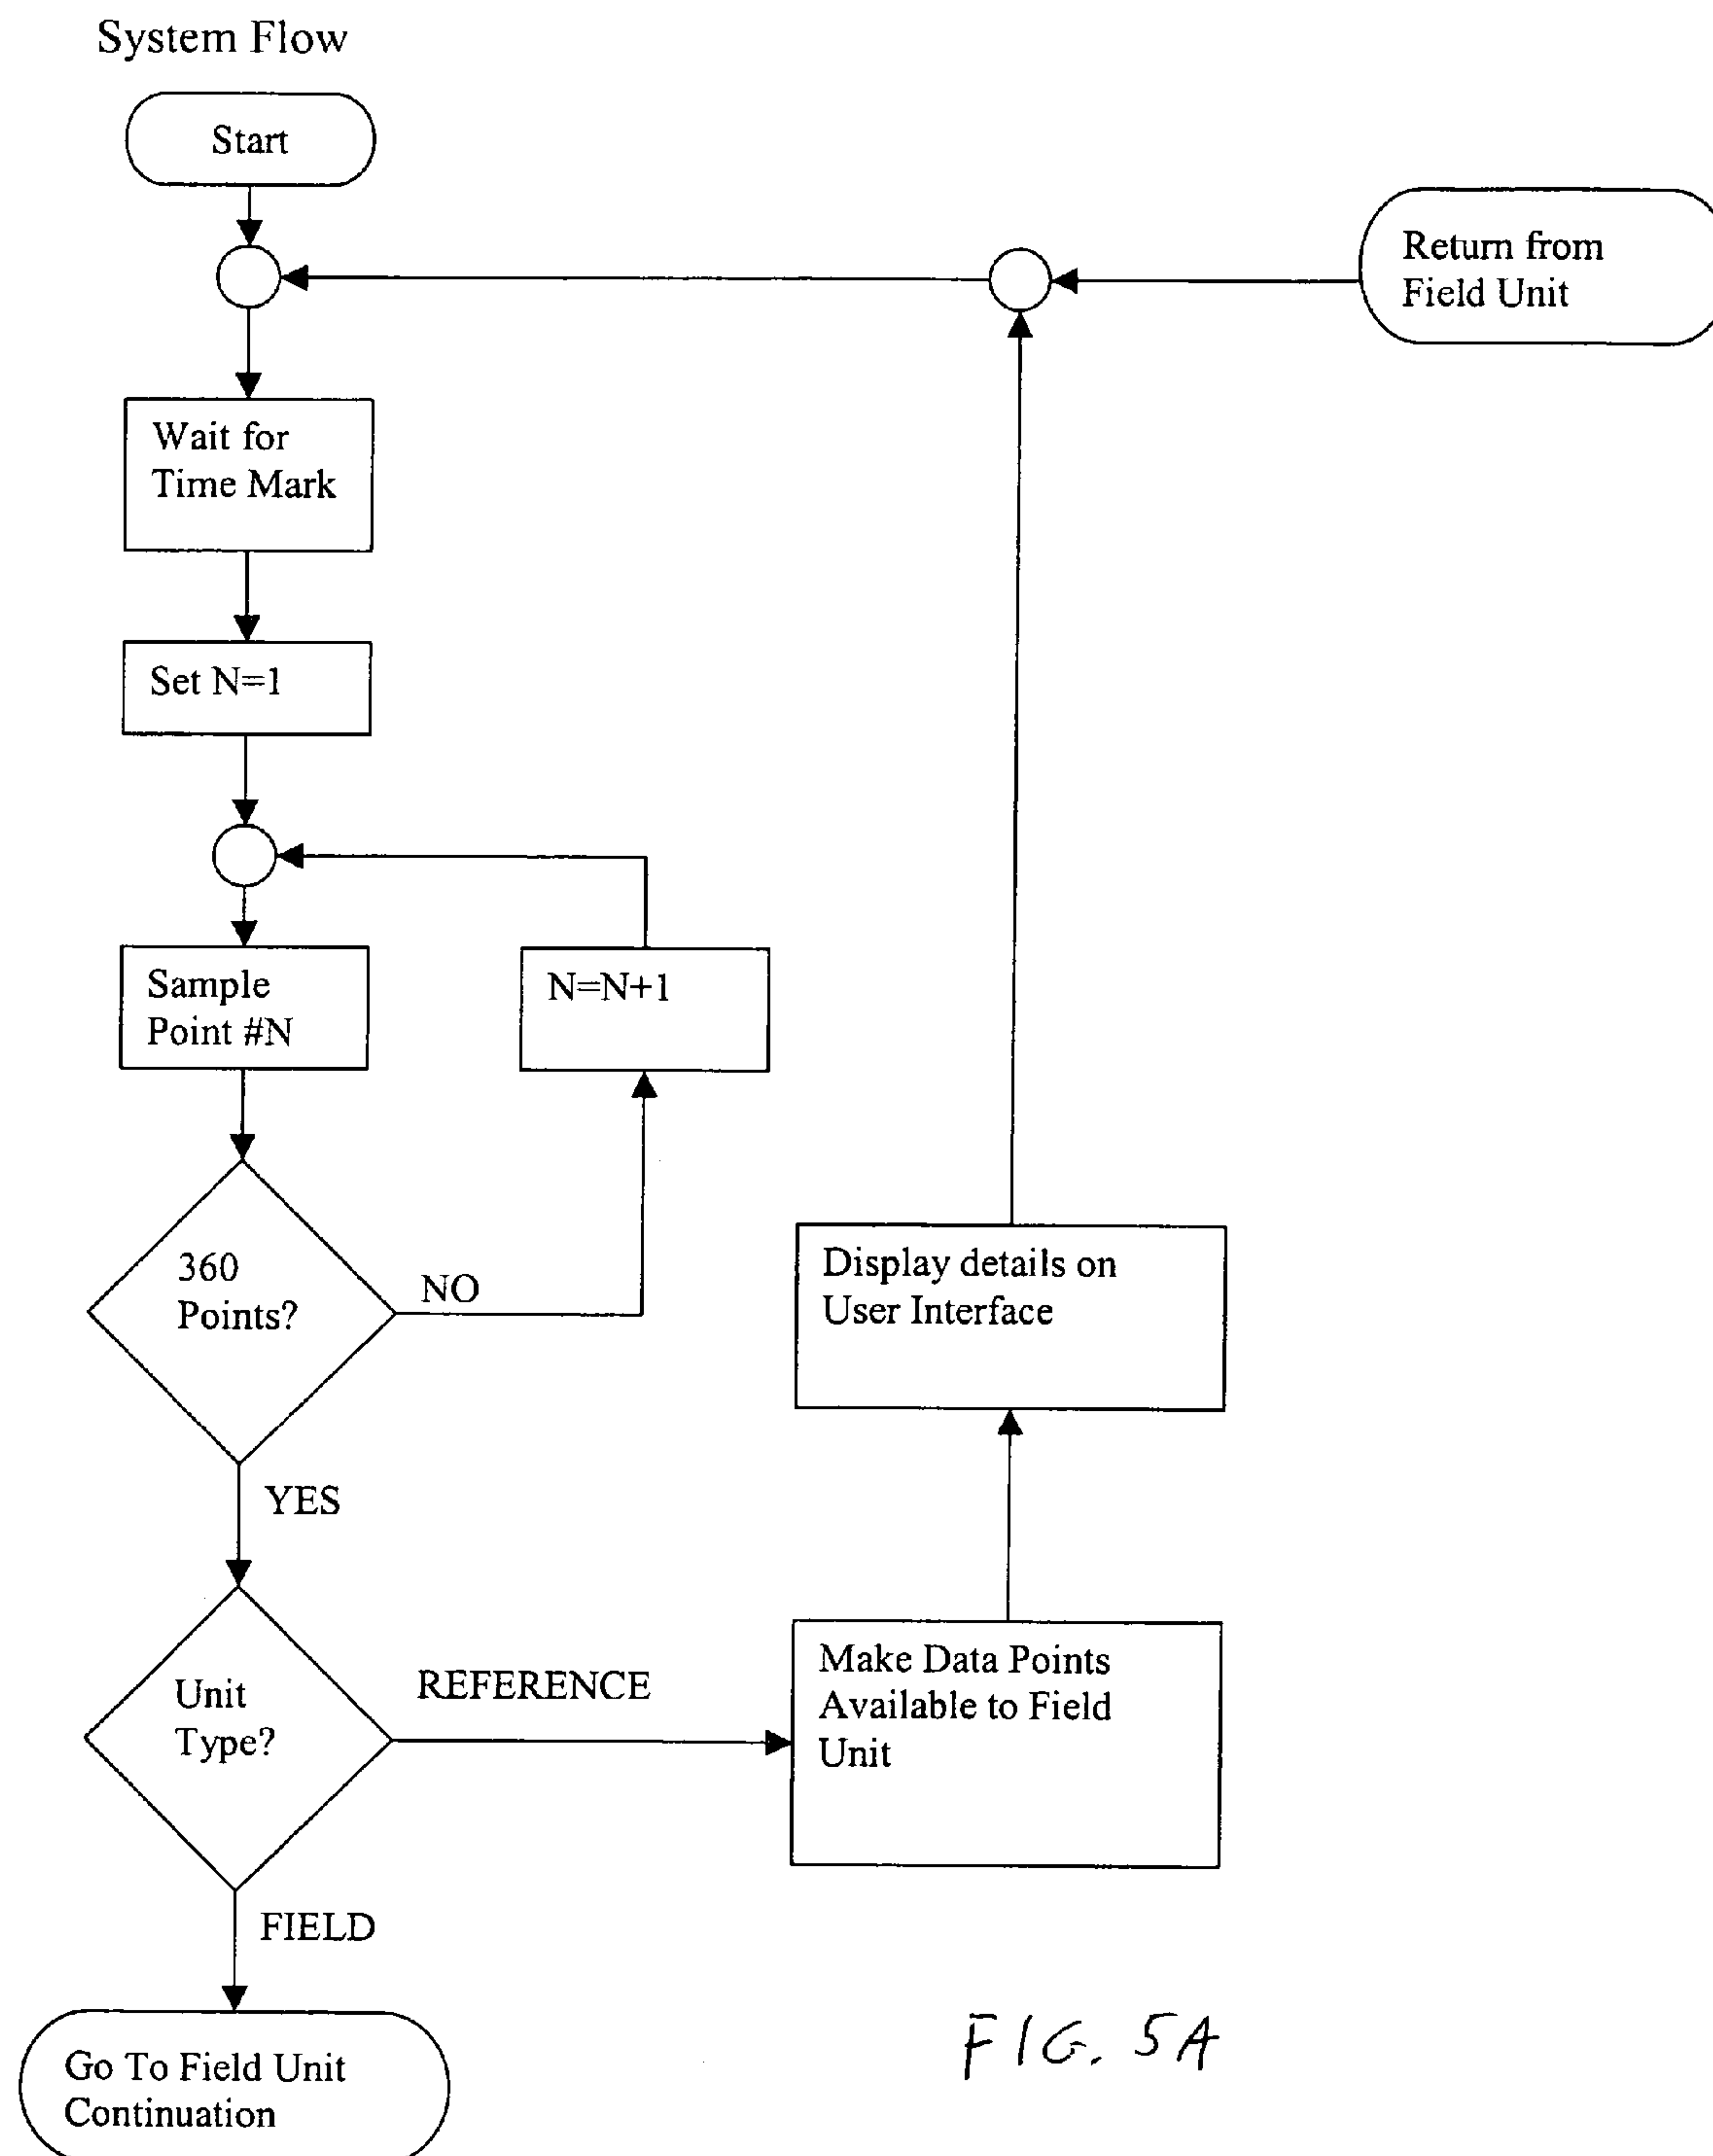 System Flow
Start
Return from
Field Unit
Wait for
Time Mark
Set N=1
Sample
Point #N
N=N+1
360
Points?
NO
Display details on
User Interface
YES
Unit
Type?
REFERENCE
Make Data Points
Available to Field
Unit
FIELD
Go To Field Unit
Continuation
FIG. 5A